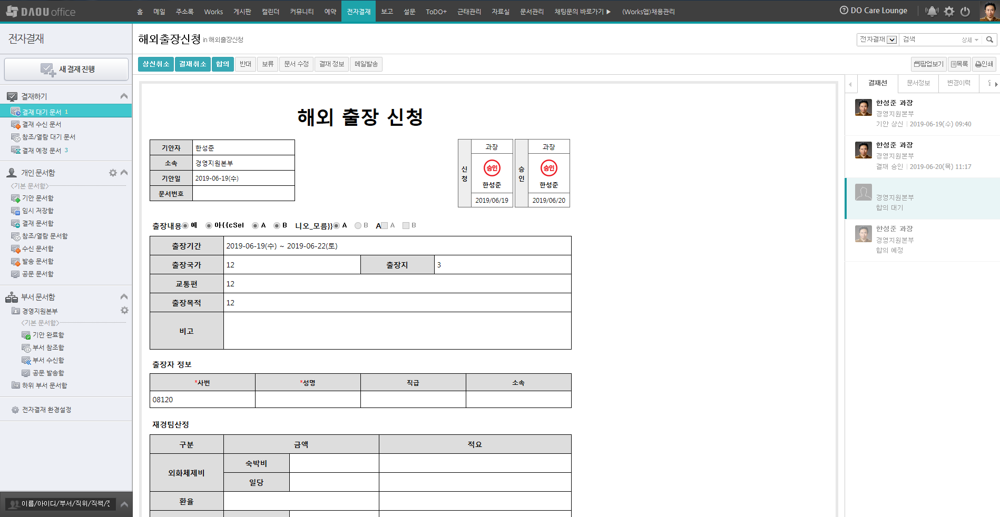 DAOU office
홈 메일 주소록 Works 게시판 캘린더 커뮤니티 예약 전자결재 보고 설문 ToDO+ 근태관리 자료실 문서관리 채팅문의 바로가기 ▶ (Works앱)채용관리
? DO Care Lounge
전자결재
새 결재 진행
결재하기
결재 대기 문서 1
결재 수신 문서
참조/열람 대기 문서
결재 예정 문서 3
개인 문서함
<기본 문서함>
기안 문서함
임시 저장함
결재 문서함
참조/열람 문서함
수신 문서함
발송 문서함
공문 문서함
부서 문서함
경영지원본부
<기본 문서함>
기안 완료함
부서 참조함
부서 수신함
공문 발송함
하위 부서 문서함
전자결재 환경설정
이름/아이디/부서/직위/직책/
해외출장신청 in 해외출장신청
전자결재 검색 상세
상신취소 결재취소 합의 반대 보류 문서 수정 결재 정보 메일발송
팝업보기 목록 인쇄
해외 출장 신청
기안자 한성준
소속 경영지원본부
기안일 2019-06-19(수)
문서번호
신청 과장 승인 한성준 2019/06/19
승인 과장 승인 한성준 2019/06/20
출장내용 예 아{{cSel A B 니오_모름}} A B A A B
출장기간 2019-06-19(수) ~ 2019-06-22(토)
출장국가 12 출장지 3
교통편 12
출장목적 12
비고
출장자 정보
*사번 *성명 직급 소속
08120
재경팀산정
구분 금액 적요
외화체제비 숙박비
일당
환율
결재선 문서정보 변경이력
한성준 과장
경영지원본부
기안 상신 | 2019-06-19(수) 09:40
한성준 과장
경영지원본부
결재 승인 | 2019-06-20(목) 11:17
경영지원본부
합의 대기
한성준 과장
경영지원본부
합의 예정